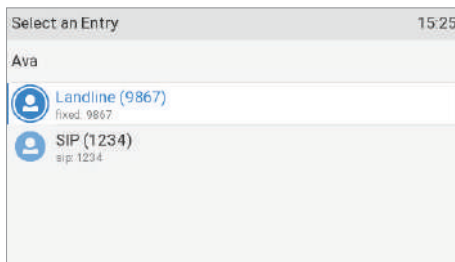 Select an Entry 15:25
Ava
Landline (9867)
fixed: 9867
SIP (1234)
sip: 1234